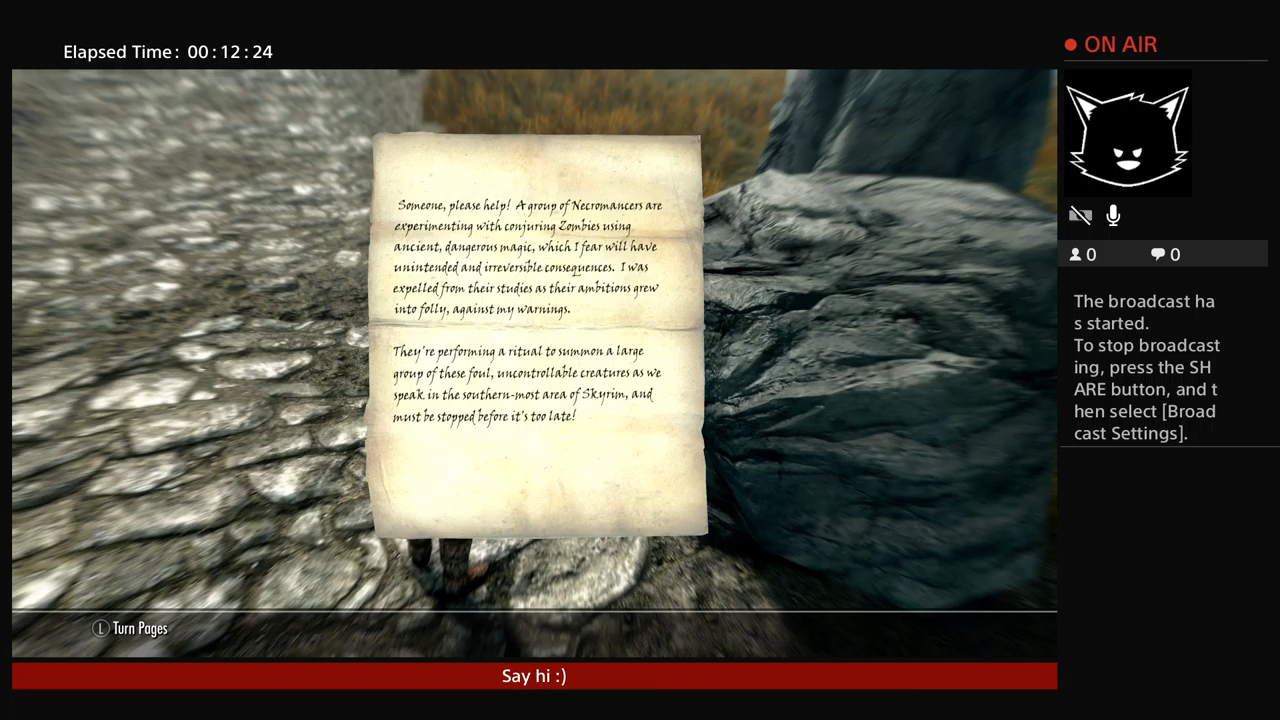 Elapsed Time: 00:12:24
ON AIR
Someone, please help! A group of Necromancers are
experimenting with conjuring Zombies using
ancient, dangerous magic, which I fear will have
unintended and irreversible consequences. I was
expelled from their studies as their ambitions grew
into folly, against my warnings.
They're performing a ritual to summon a large
group of these foul, uncontrollable creatures as we
speak in the southern-most area of Skyrim, and
must be stopped before it's too late!
0
0
The broadcast ha
s started.
To stop broadcast
ing, press the SH
ARE button, and t
hen select [Broad
cast Settings].
L Turn Pages
Say hi :)